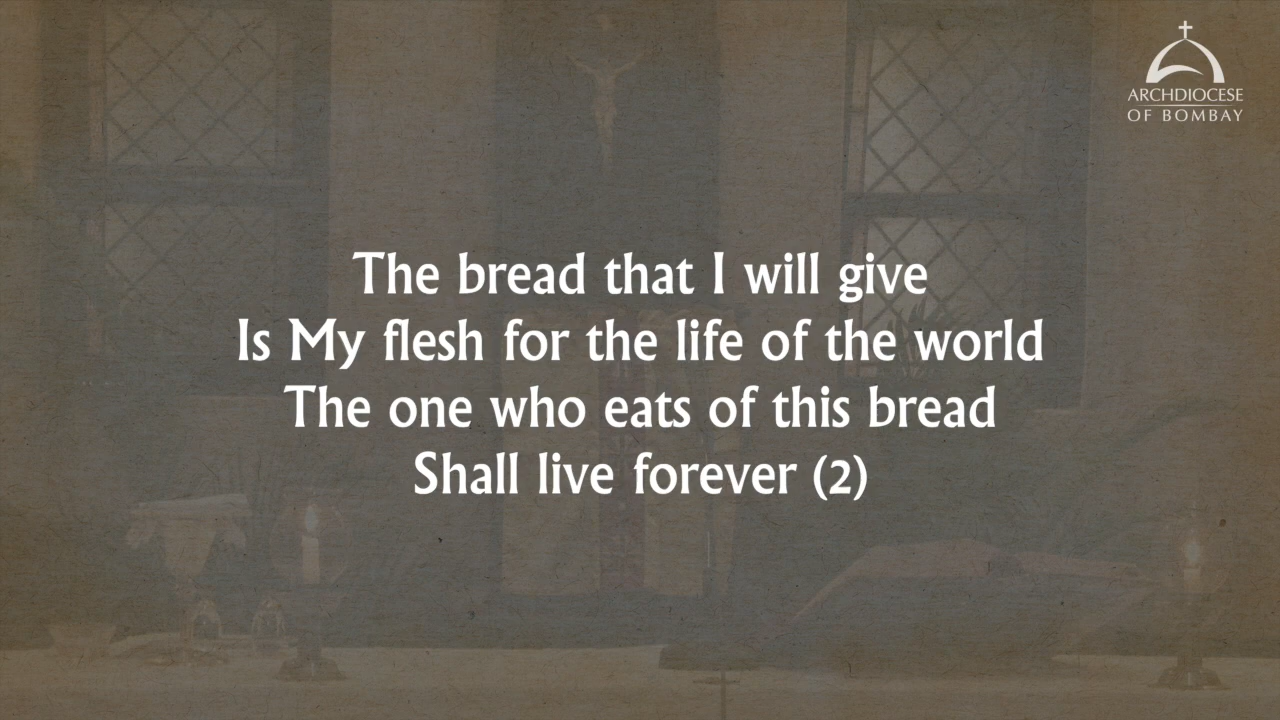 ARCHDIOCESE
OF BOMBAY
The bread that I will give
Is My flesh for the life of the world
The one who eats of this bread
Shall live forever (2)